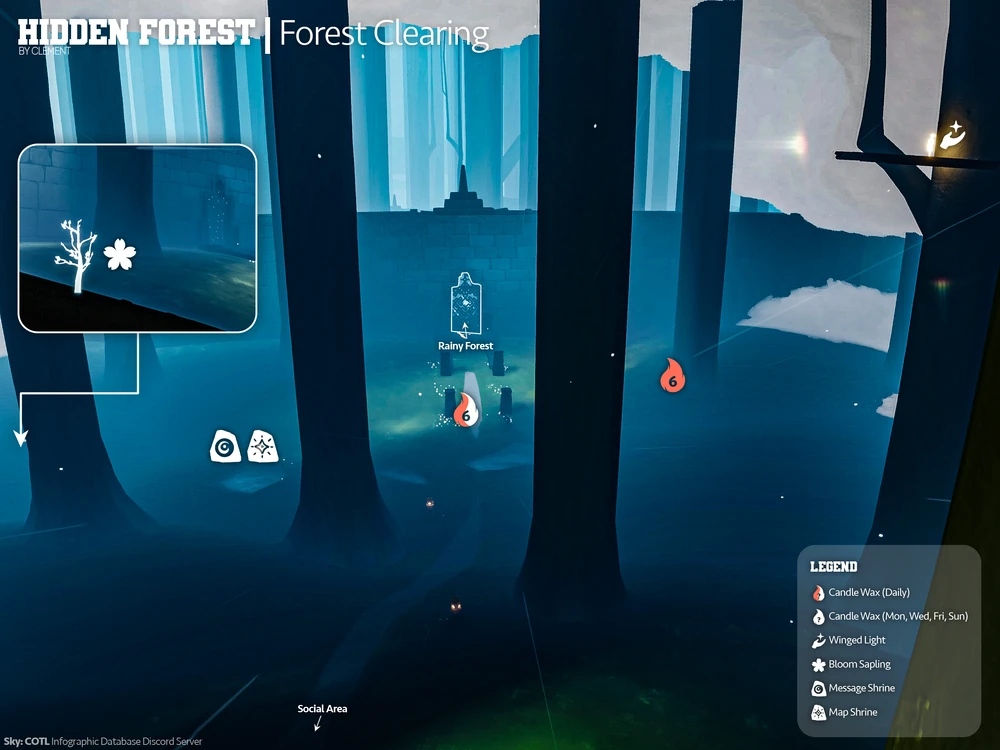 HIDDEN FOREST | Forest Clearing
BY CLEMENT
Rainy Forest
6
6
LEGEND
Candle Wax (Daily)
? Candle Wax (Mon, Wed, Fri, Sun)
Winged Light
Bloom Sapling
Message Shrine
Map Shrine
Social Area
Sky: COTL Infographic Database Discord Server